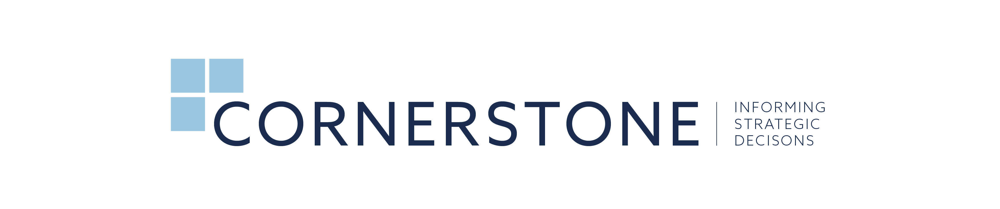 CORNERSTONE
INFORMING
STRATEGIC
DECISONS